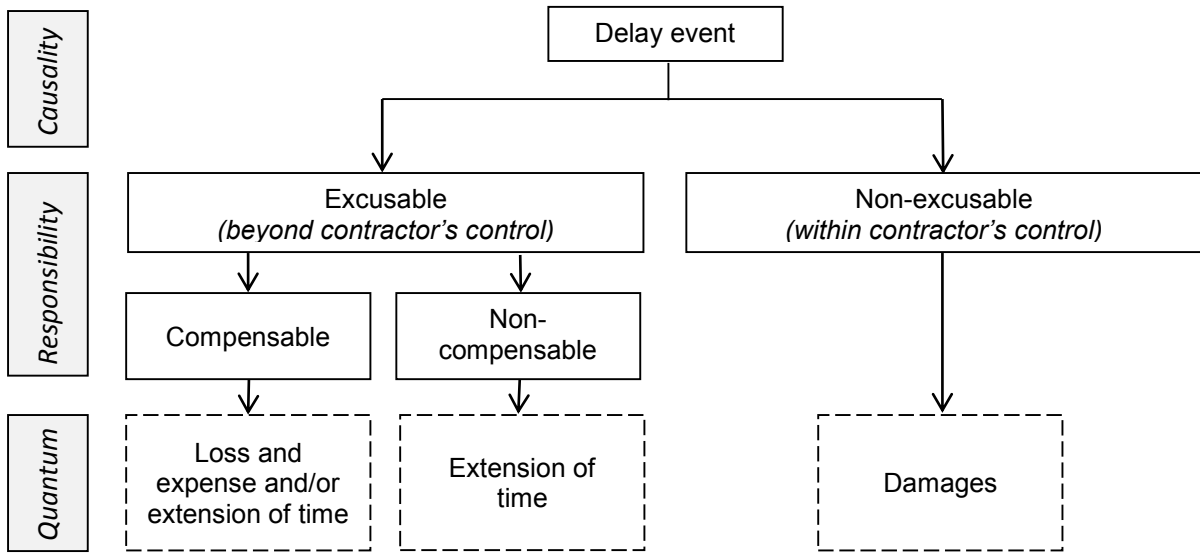 Causality
Delay event
Responsibility
Excusable
(beyond contractor's control)
Non-excusable
(within contractor's control)
Compensable
Non-
compensable
Quantum
Loss and
expense and/or
extension of time
Extension of
time
Damages